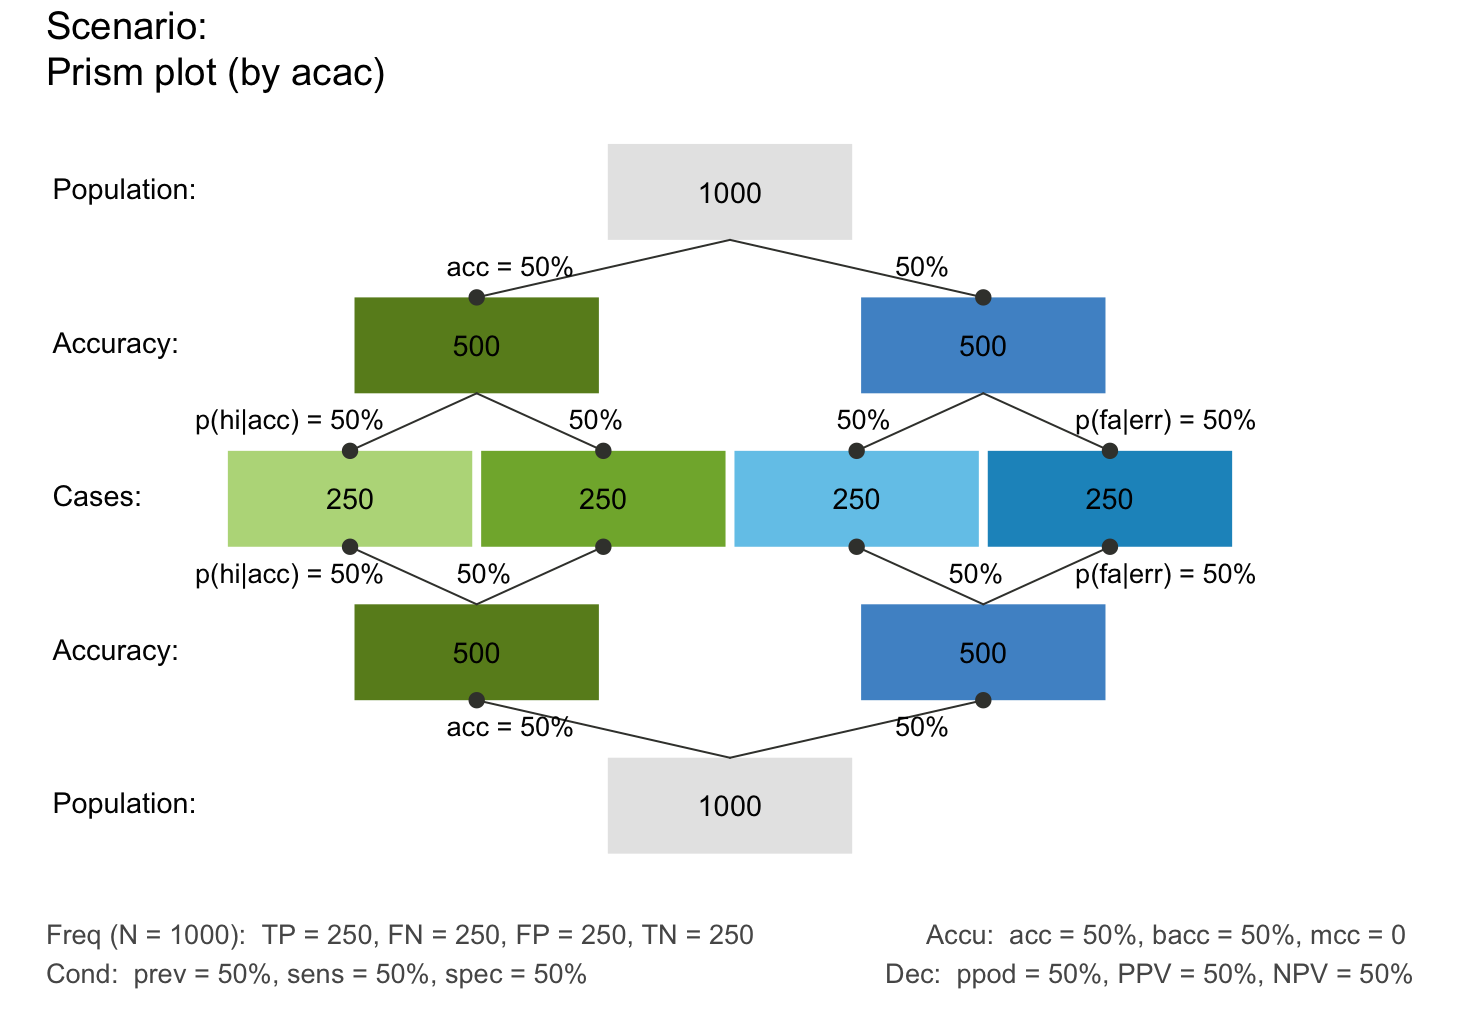 Scenario:
Prism plot (by acac)
Population:
1000
acc = 50%
50%
Accuracy:
500
500
p(hi|acc) = 50%
50%
50%
p(fa|err) = 50%
Cases:
250
250
250
250
p(hi|acc) = 50%
50%
50%
p(fa|err) = 50%
Accuracy:
500
500
acc = 50%
50%
Population:
1000
Freq (N = 1000):  TP = 250, FN = 250, FP = 250, TN = 250
Accu:  acc = 50%, bacc = 50%, mcc = 0
Cond:  prev = 50%, sens = 50%, spec = 50%
Dec:  ppod = 50%, PPV = 50%, NPV = 50%